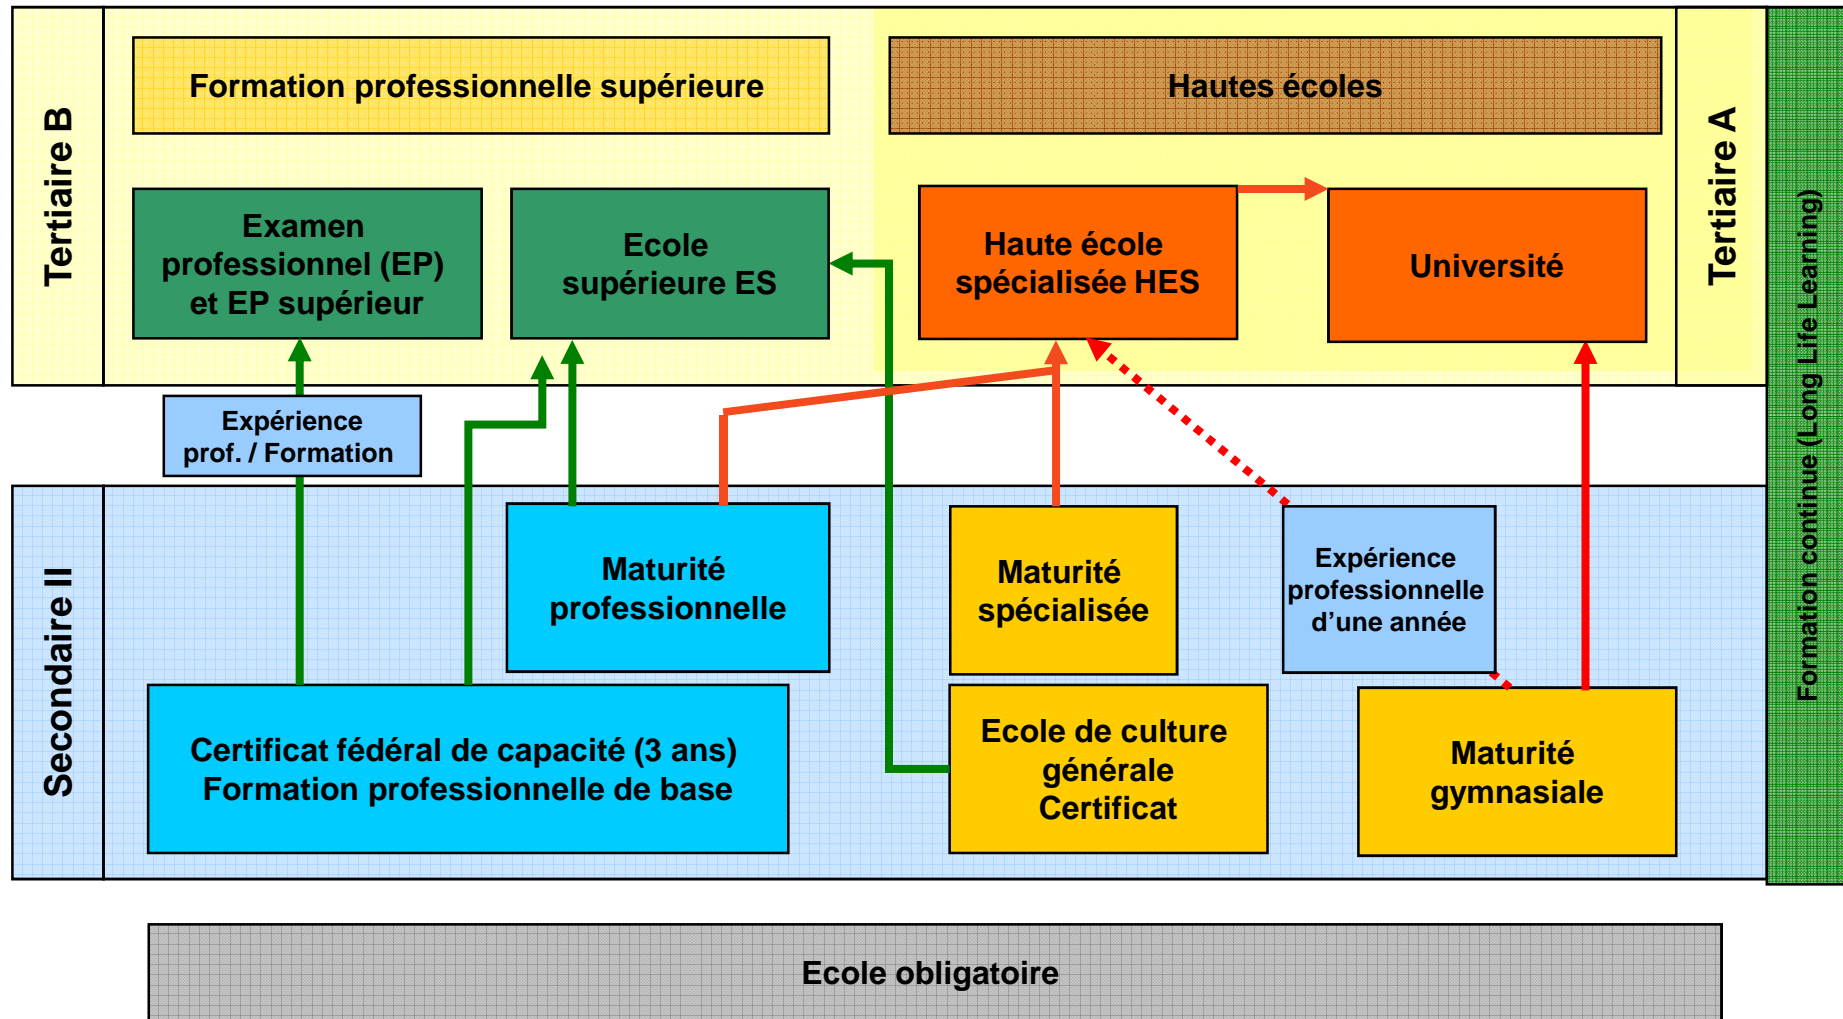 Tertiaire B
Formation professionnelle supérieure
Hautes écoles
Tertiaire A
Formation continue (Long Life Learning)
Examen
professionnel (EP)
et EP supérieur
Ecole
supérieure ES
Haute école
spécialisée HES
Université
Expérience
prof. / Formation
Secondaire II
Maturité
professionnelle
Maturité
spécialisée
Expérience
professionnelle
d’une année
Certificat fédéral de capacité (3 ans)
Formation professionnelle de base
Ecole de culture
générale
Certificat
Maturité
gymnasiale
Ecole obligatoire